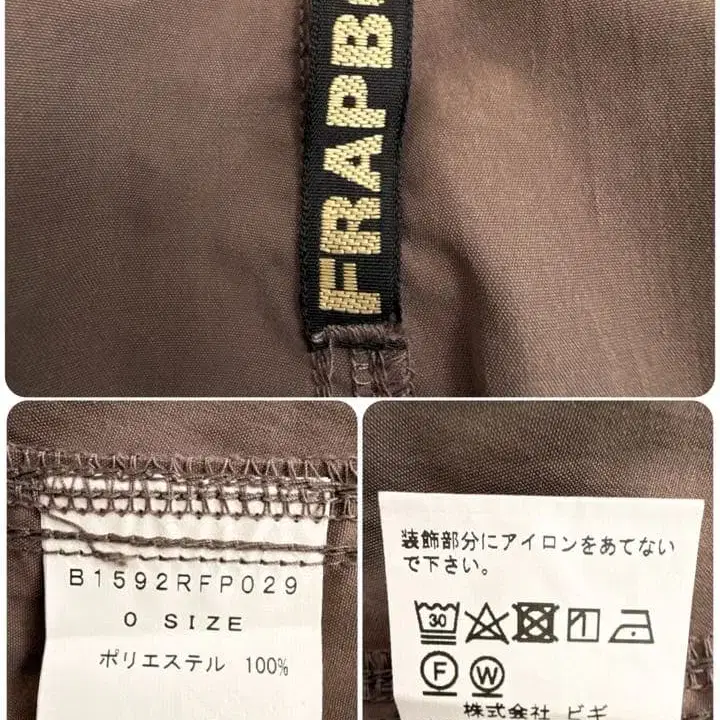 FRAPB
B1592RFP029
0 SIZE
ポリエステル 100%
装飾部分にアイロンをあてない
で下さい。
30
F W
株式会社 ビギ